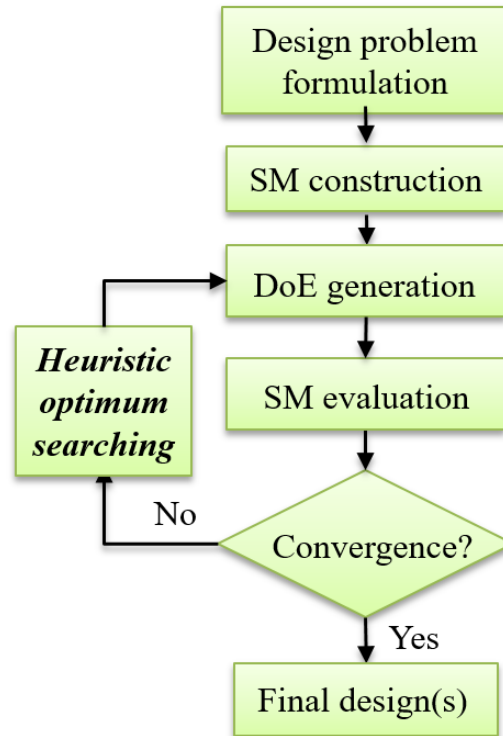 Design problem
formulation
SM construction
DoE generation
Heuristic
optimum
searching
SM evaluation
No
Convergence?
Yes
Final design(s)